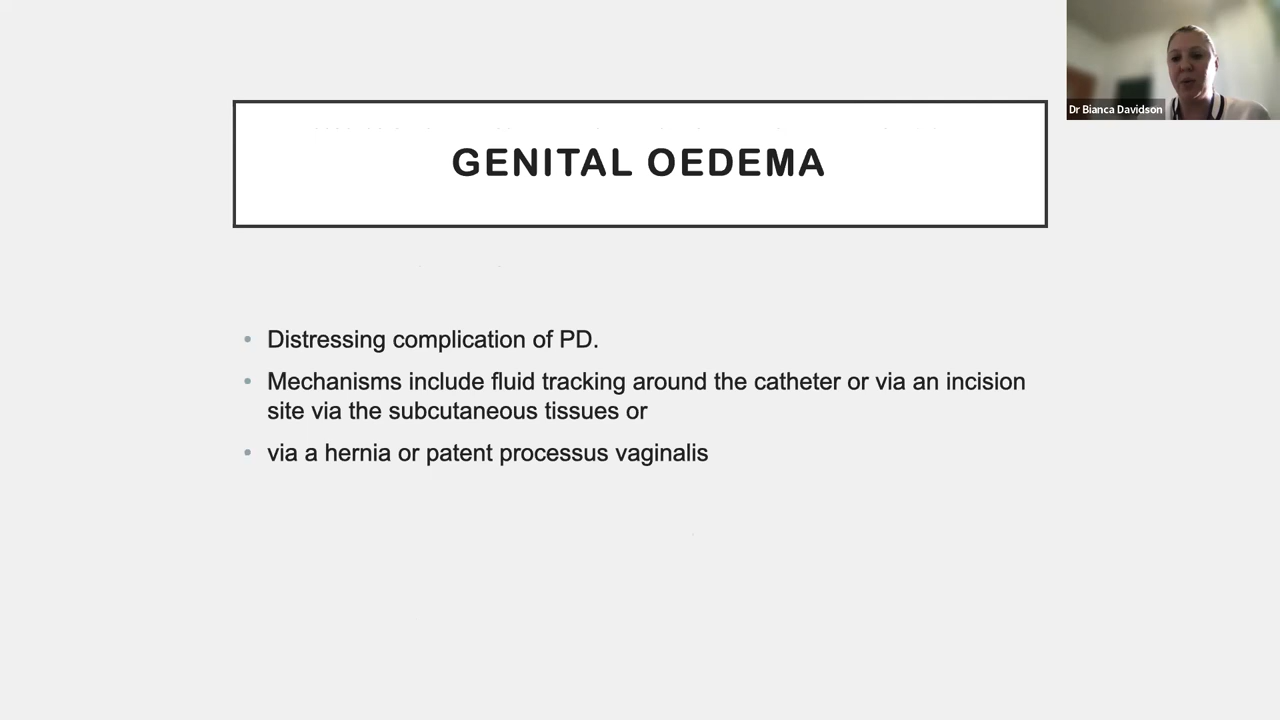 Dr Bianca Davidson
GENITAL OEDEMA
• Distressing complication of PD.
• Mechanisms include fluid tracking around the catheter or via an incision
site via the subcutaneous tissues or
• via a hernia or patent processus vaginalis